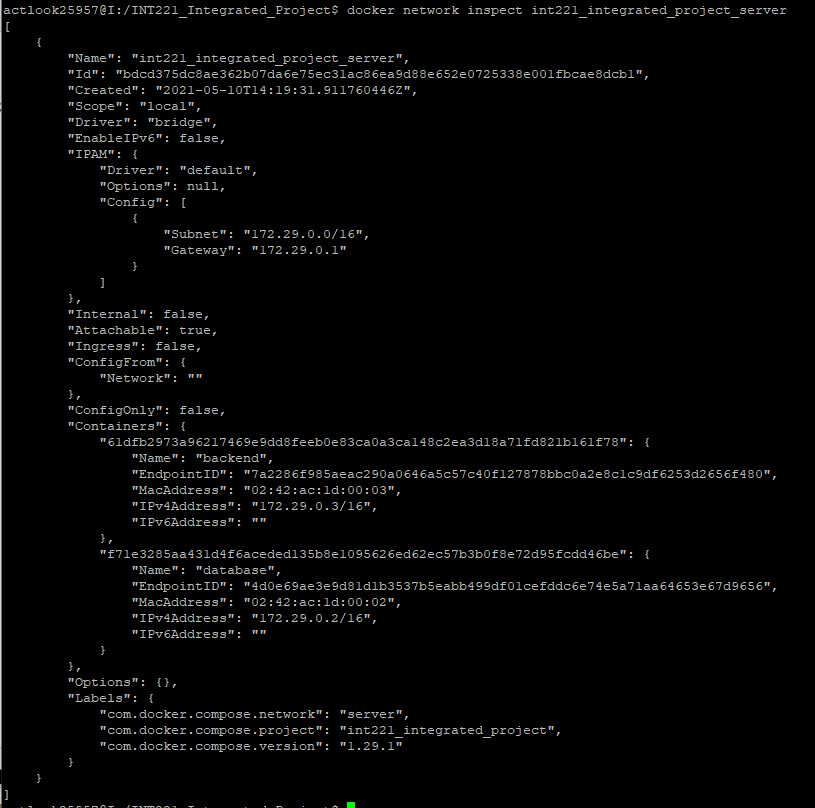 actlook25957@I:/INT221_Integrated_Project$ docker network inspect int221_integrated_project_server
[
    {
        "Name": "int221_integrated_project_server",
        "Id": "bdcd375dc8ae362b07da6e75ec31ac86ea9d88e652e0725338e001fbcae8dcb1",
        "Created": "2021-05-10T14:19:31.911760446Z",
        "Scope": "local",
        "Driver": "bridge",
        "EnableIPv6": false,
        "IPAM": {
            "Driver": "default",
            "Options": null,
            "Config": [
                {
                    "Subnet": "172.29.0.0/16",
                    "Gateway": "172.29.0.1"
                }
            ]
        },
        "Internal": false,
        "Attachable": true,
        "Ingress": false,
        "ConfigFrom": {
            "Network": ""
        },
        "ConfigOnly": false,
        "Containers": {
            "61dfb2973a96217469e9dd8feeb0e83ca0a3ca148c2ea3d18a71fd821b161f78": {
                "Name": "backend",
                "EndpointID": "7a2286f985aeac290a0646a5c57c40f127878bbc0a2e8c1c9df6253d2656f480",
                "MacAddress": "02:42:ac:1d:00:03",
                "IPv4Address": "172.29.0.3/16",
                "IPv6Address": ""
            },
            "f71e3285aa431d4f6aceded135b8e1095626ed62ec57b3b0f8e72d95fcdd46be": {
                "Name": "database",
                "EndpointID": "4d0e69ae3e9d81d1b3537b5eabb499df01cefddc6e74e5a71aa64653e67d9656",
                "MacAddress": "02:42:ac:1d:00:02",
                "IPv4Address": "172.29.0.2/16",
                "IPv6Address": ""
            }
        },
        "Options": {},
        "Labels": {
            "com.docker.compose.network": "server",
            "com.docker.compose.project": "int221_integrated_project",
            "com.docker.compose.version": "1.29.1"
        }
    }
]
actlook25957@I:/INT221_Integrated_Project$